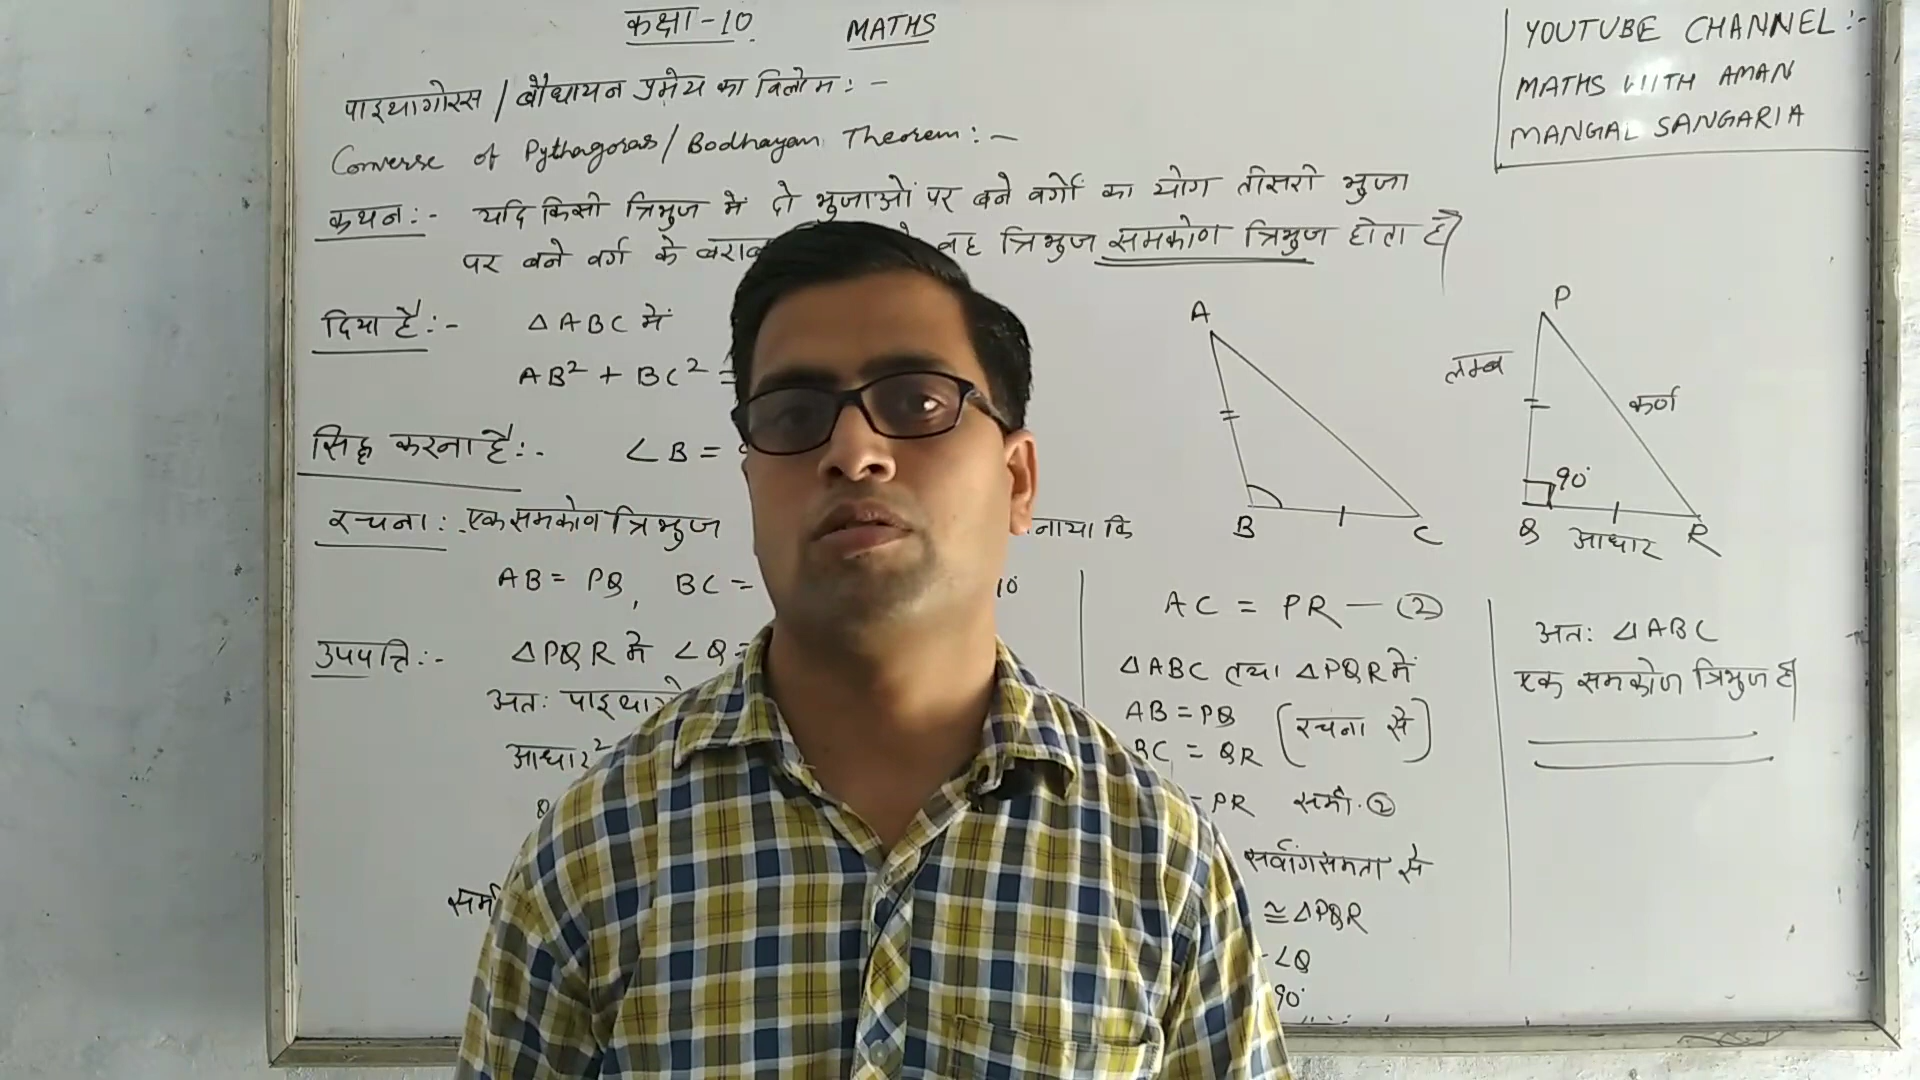 कक्षा-10 MATHS
YOUTUBE CHANNEL:-
MATHS WITH AMAN
MANGAL SANGARIA
पाइथागोरस / बौधायन प्रमेय का विलोम : -
Converse of Pythagoras/Bodhayan Theorem: -
कथन:- यदि किसी त्रिभुज में दो भुजाओं पर बने वर्गों का योग तीसरी भुजा
पर बने वर्ग के वह त्रिभुज समकोण त्रिभुज होता है
दिया है:- ΔABC में
AB² + BC² =
सिद्ध करना है:- ∠B =
रचना:- एक समकोण त्रिभुज
AB = PQ, BC =
उपपत्ति:- ΔPQR में ∠Q =
अतः
आधार²
A
B
C
P
लम्ब
कर्ण
90°
Q आधार R
AC = PR — ②
ΔABC तथा ΔPQR में
AB = PQ (रचना से)
BC = QR
= PR समी. ②
सर्वांगसमता से
≅ ΔPQR
∠Q
90°
अतः ΔABC
एक समकोण त्रिभुज है